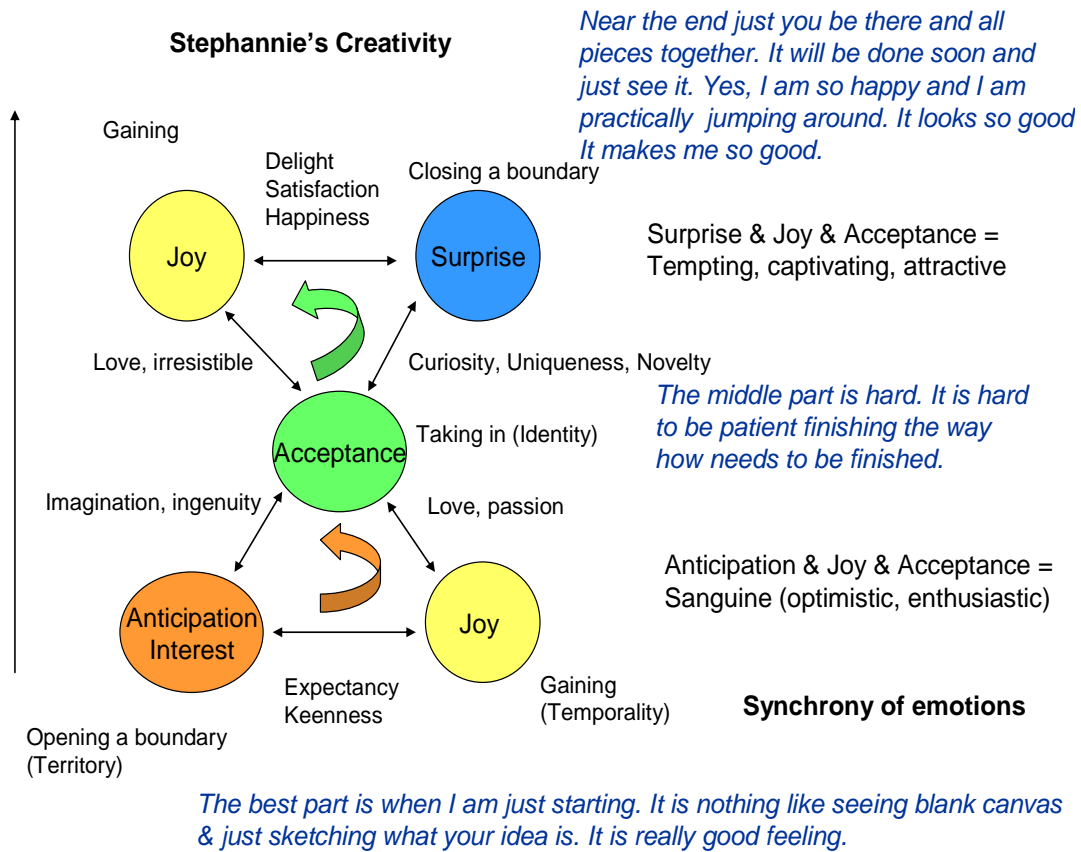 Stephannie's Creativity
Near the end just you be there and all
pieces together. It will be done soon and
just see it. Yes, I am so happy and I am
practically jumping around. It looks so good
It makes me so good.
Gaining
Delight
Satisfaction
Happiness
Closing a boundary
Joy
Surprise
Surprise & Joy & Acceptance =
Tempting, captivating, attractive
Love, irresistible
Curiosity, Uniqueness, Novelty
The middle part is hard. It is hard
to be patient finishing the way
how needs to be finished.
Acceptance
Taking in (Identity)
Imagination, ingenuity
Love, passion
Anticipation & Joy & Acceptance =
Sanguine (optimistic, enthusiastic)
Anticipation
Interest
Joy
Expectancy
Keenness
Gaining
(Temporality)
Synchrony of emotions
Opening a boundary
(Territory)
The best part is when I am just starting. It is nothing like seeing blank canvas
& just sketching what your idea is. It is really good feeling.